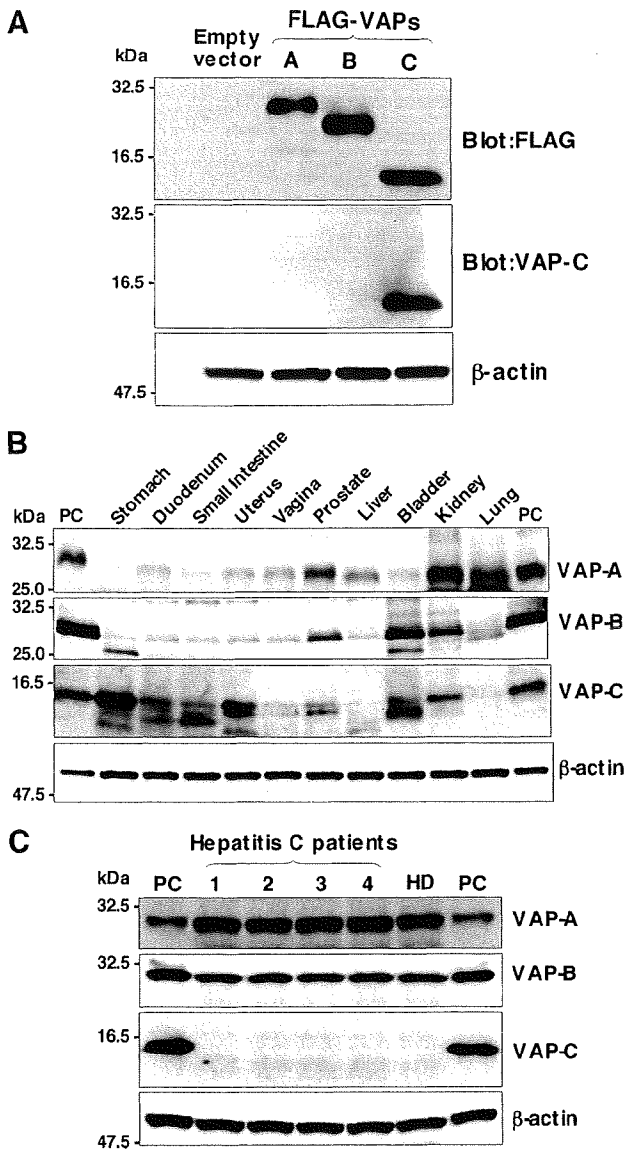 A
FLAG-VAPs
Empty vector
A B C
kDa
32.5
16.5
Blot:FLAG
32.5
16.5
Blot:VAP-C
β-actin
47.5
B
Stomach Duodenum Small Intestine Uterus Vagina Prostate Liver Bladder Kidney Lung
kDa PC PC
32.5
VAP-A
25.0
32.5
VAP-B
25.0
16.5
VAP-C
β-actin
47.5
C
Hepatitis C patients
kDa PC 1 2 3 4 HD PC
32.5
VAP-A
32.5
VAP-B
16.5
VAP-C
β-actin
47.5